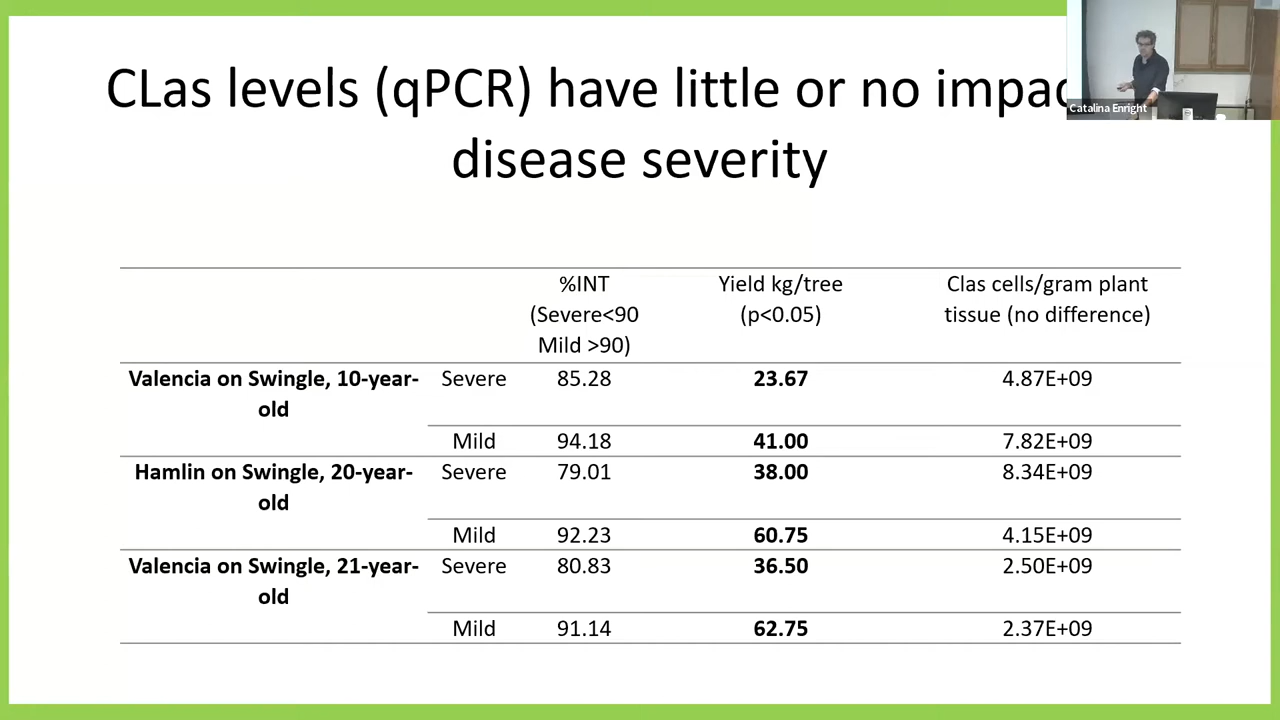 CLas levels (qPCR) have little or no
disease severity
Catalina Enright
%INT Yield kg/tree Clas cells/gram plant
(Severe<90 (p<0.05) tissue (no difference)
Mild >90)
Valencia on Swingle, 10-year- Severe 85.28 23.67 4.87E+09
old
Mild 94.18 41.00 7.82E+09
Hamlin on Swingle, 20-year- Severe 79.01 38.00 8.34E+09
old
Mild 92.23 60.75 4.15E+09
Valencia on Swingle, 21-year- Severe 80.83 36.50 2.50E+09
old
Mild 91.14 62.75 2.37E+09